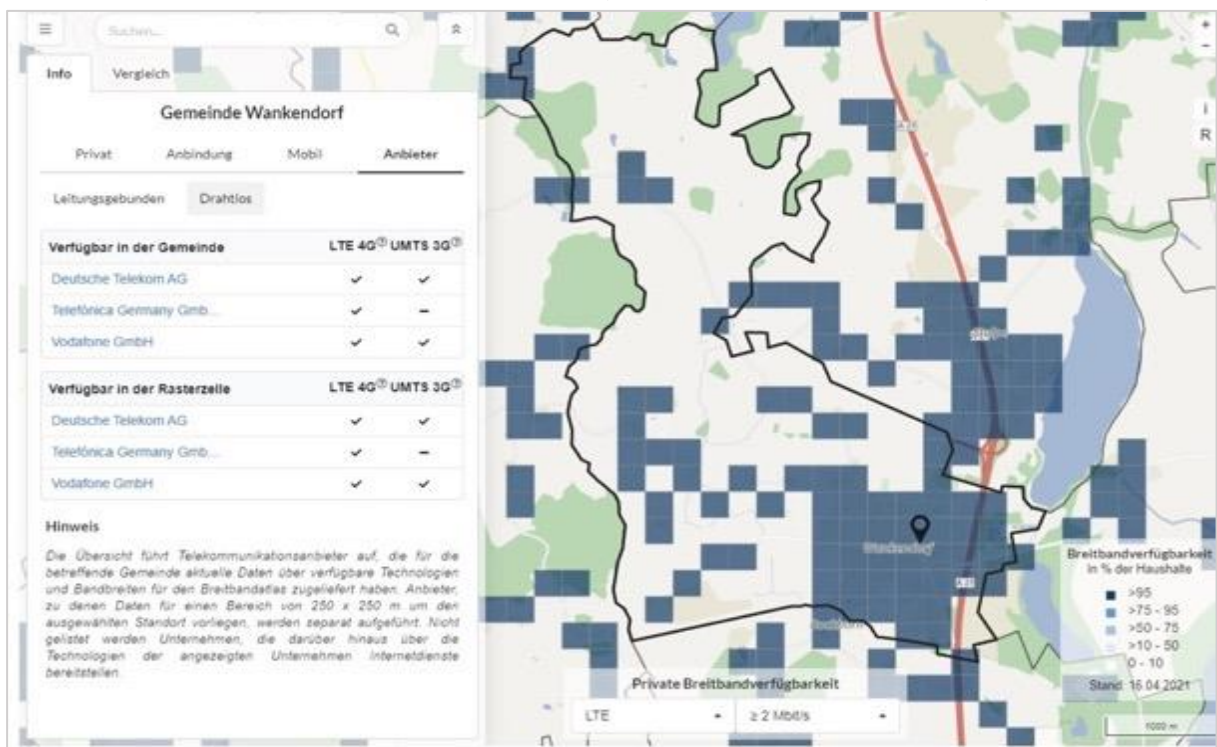 Suchen...
Info Vergleich
Gemeinde Wankendorf
Privat Anbindung Mobil Anbieter
Leitungsgebunden Drahtlos
Verfügbar in der Gemeinde LTE 4G? UMTS 3G?
Deutsche Telekom AG ✓ ✓
Telefónica Germany Gmb... ✓ –
Vodafone GmbH ✓ ✓
Verfügbar in der Rasterzelle LTE 4G? UMTS 3G?
Deutsche Telekom AG ✓ ✓
Telefónica Germany Gmb... ✓ –
Vodafone GmbH ✓ ✓
Hinweis
Die Übersicht führt Telekommunikationsanbieter auf, die für die
betreffende Gemeinde aktuelle Daten über verfügbare Technologien
und Bandbreiten für den Breitbandatlas zugeliefert haben. Anbieter,
zu denen Daten für einen Bereich von 250 x 250 m um den
ausgewählten Standort vorliegen, werden separat aufgeführt. Nicht
gelistet werden Unternehmen, die darüber hinaus über die
Technologien der angezeigten Unternehmen Internetdienste
bereitstellen.
+
–
i
R
A 21
Wankendorf
A 21
Private Breitbandverfügbarkeit
LTE ≥ 2 Mbit/s
Breitbandverfügbarkeit
in % der Haushalte
>95
>75 - 95
>50 - 75
>10 - 50
0 - 10
Stand: 16.04.2021
1000 m